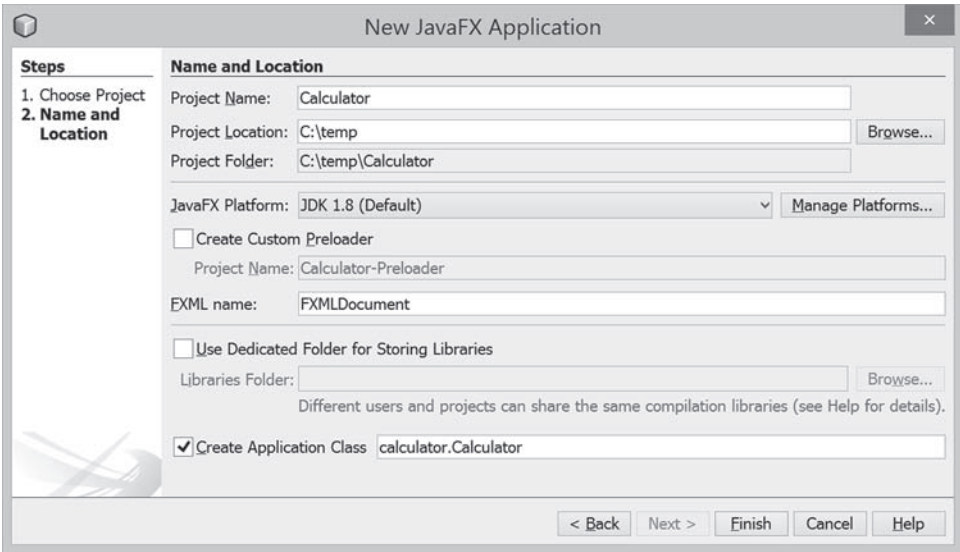 New JavaFX Application
Steps
1. Choose Project
2. Name and
Location
Name and Location
Project Name: Calculator
Project Location: C:\temp Browse...
Project Folder: C:\temp\Calculator
JavaFX Platform: JDK 1.8 (Default) Manage Platforms...
Create Custom Preloader
Project Name: Calculator-Preloader
FXML name: FXMLDocument
Use Dedicated Folder for Storing Libraries
Libraries Folder: Browse...
Different users and projects can share the same compilation libraries (see Help for details).
Create Application Class calculator.Calculator
< Back Next > Finish Cancel Help